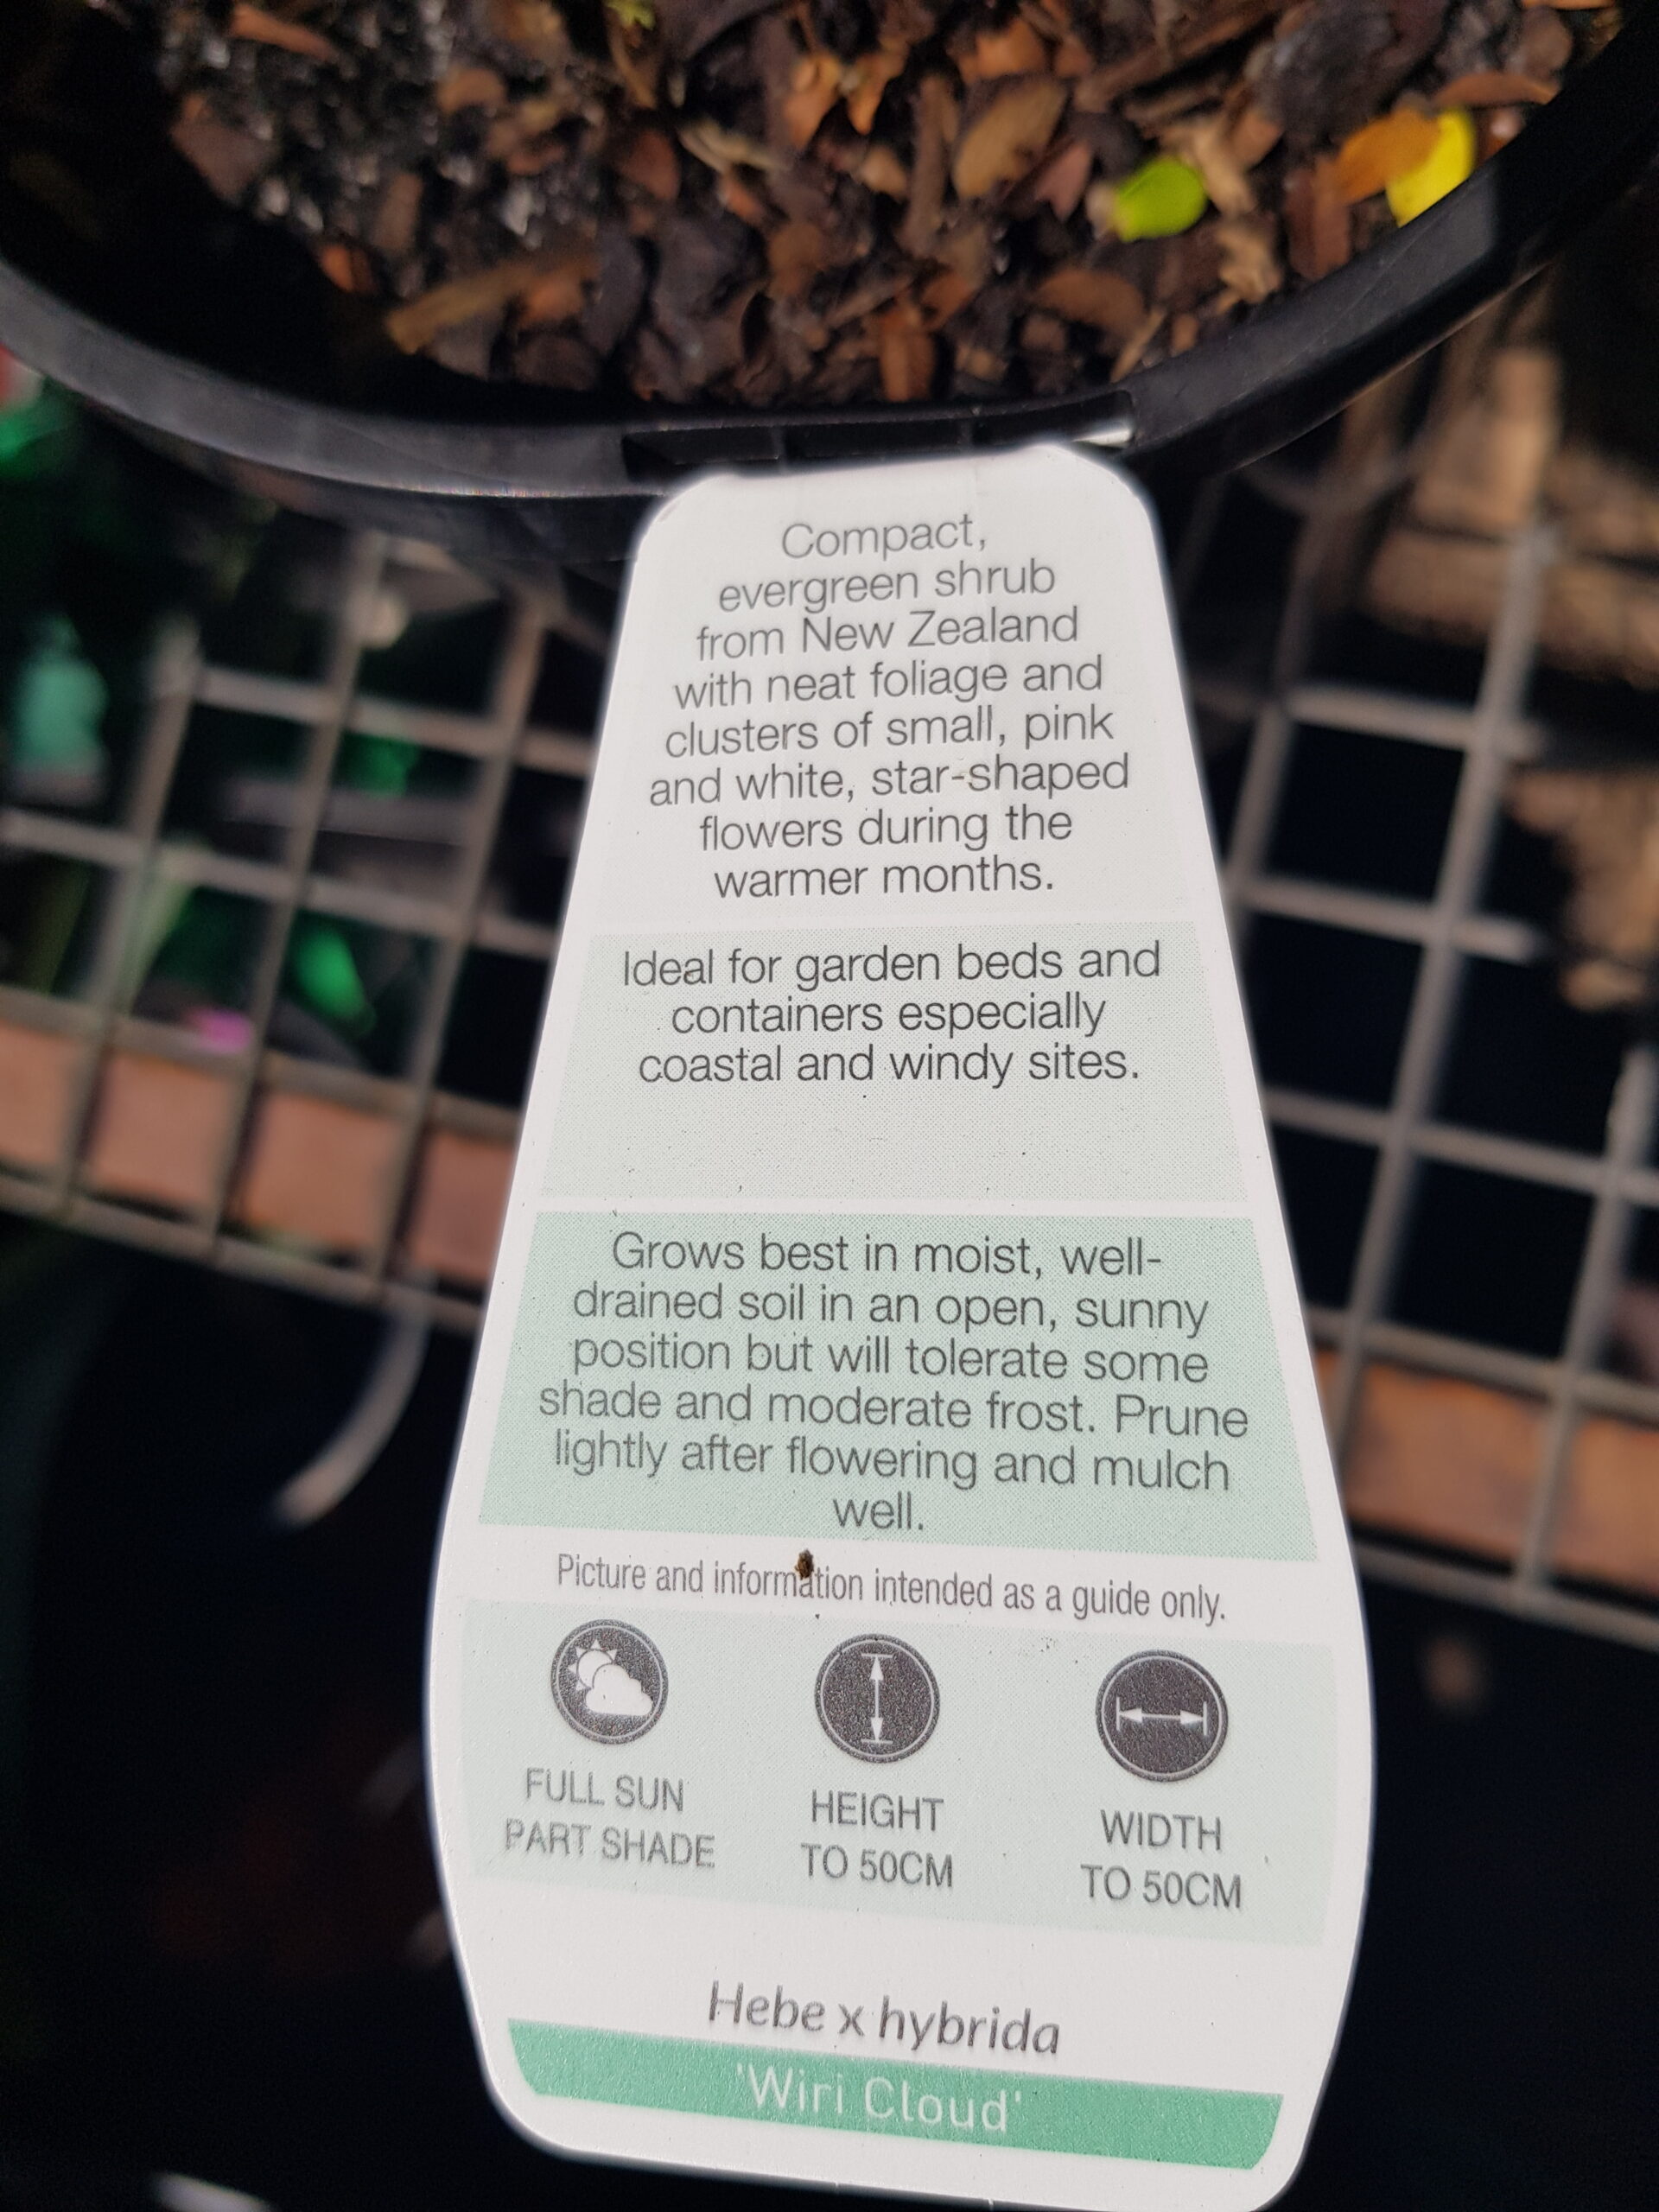 Compact,
evergreen shrub
from New Zealand
with neat foliage and
clusters of small, pink
and white, star-shaped
flowers during the
warmer months.
Ideal for garden beds and
containers especially
coastal and windy sites.
Grows best in moist, well-
drained soil in an open, sunny
position but will tolerate some
shade and moderate frost. Prune
lightly after flowering and mulch
well.
Picture and information intended as a guide only.
FULL SUN
PART SHADE
HEIGHT
TO 50CM
WIDTH
TO 50CM
Hebe x hybrida
'Wiri Cloud'